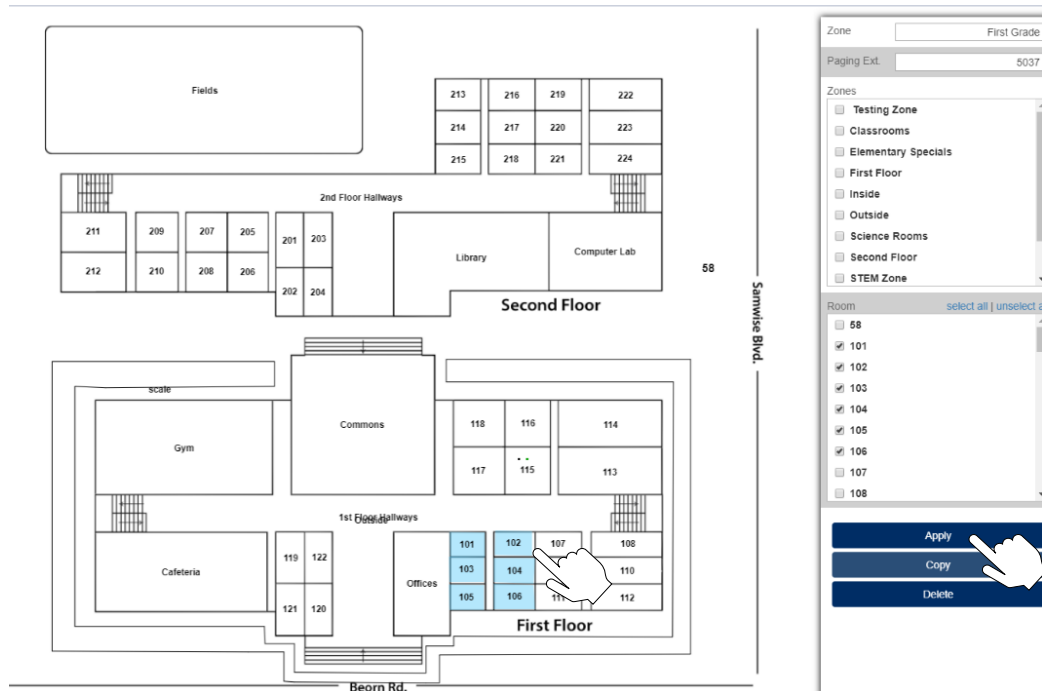 Fields
213 216 219 222
214 217 220 223
215 218 221 224
2nd Floor Hallways
211 209 207 205 201 203
212 210 208 206 202 204
Library
Computer Lab
Second Floor
58
Samwise Blvd.
scale
Gym
Commons
118 116 114
117 115 113
1st Floor Hallways
Outside
Cafeteria
119 122
121 120
Offices
101 102 107 108
103 104 110
105 106 111 112
First Floor
Beorn Rd.
Zone First Grade
Paging Ext. 5037
Zones
Testing Zone
Classrooms
Elementary Specials
First Floor
Inside
Outside
Science Rooms
Second Floor
STEM Zone
Room select all | unselect a
58
101
102
103
104
105
106
107
108
Apply
Copy
Delete